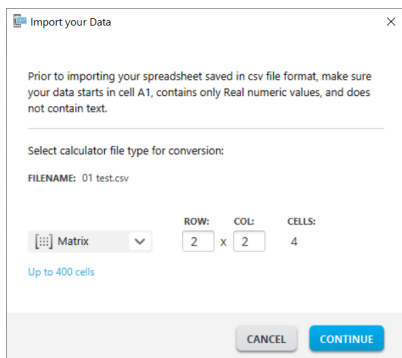 Import your Data
Prior to importing your spreadsheet saved in csv file format, make sure
your data starts in cell A1, contains only Real numeric values, and does
not contain text.
Select calculator file type for conversion:
FILENAME: 01 test.csv
ROW: COL: CELLS:
Matrix 2 x 2 4
Up to 400 cells
CANCEL CONTINUE